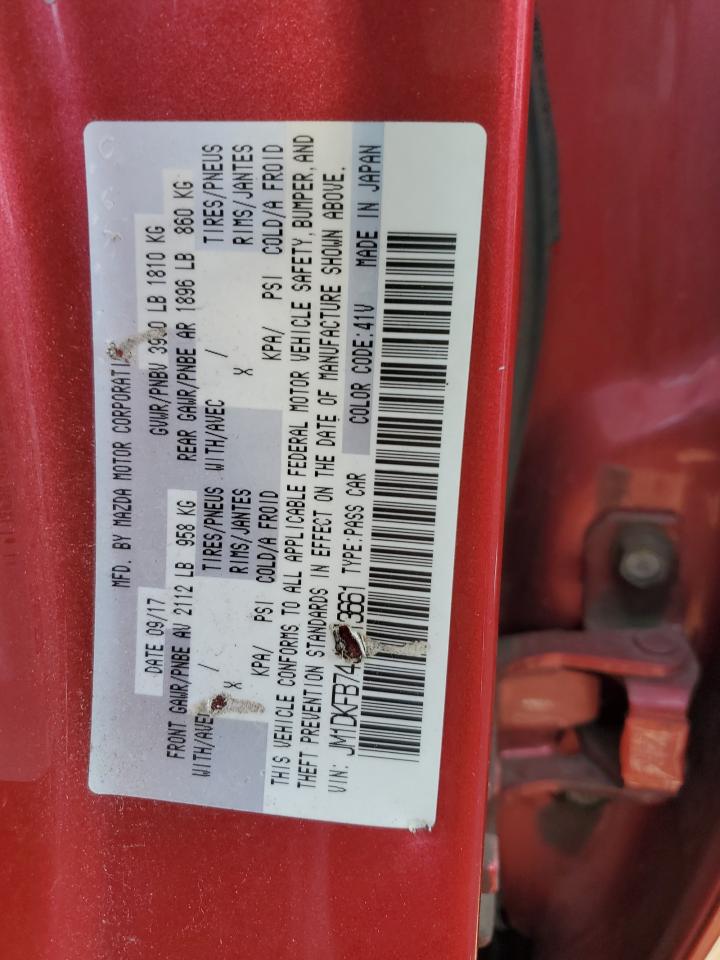 MFD. BY MAZDA MOTOR
DATE 09/17 GVWR/PNBV LB 1810 KG
FRONT GAWR/PNBE AV 2112 LB 958 KG REAR GAWR/PNBE AR 1896 LB 860 KG
TIRES/PNEUS WITH/AVEC TIRES/PNEUS
X / RIMS/JANTES X / RIMS/JANTES
KPA/ PSI COLD/A FROID KPA/ PSI COLD/A FROID
THIS VEHICLE CONFORMS TO ALL APPLICABLE FEDERAL MOTOR VEHICLE SAFETY, BUMPER, AND
THEFT PREVENTION STANDARDS IN EFFECT ON THE DATE OF MANUFACTURE SHOWN ABOVE.
VIN: TYPE:PASS CAR COLOR CODE:41V MADE IN JAPAN